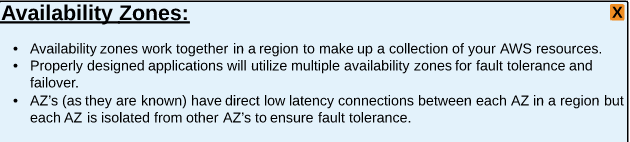 Availability Zones:
X
• Availability zones work together in a region to make up a collection of your AWS resources.
• Properly designed applications will utilize multiple availability zones for fault tolerance and
failover.
• AZ's (as they are known) have direct low latency connections between each AZ in a region but
each AZ is isolated from other AZ's to ensure fault tolerance.